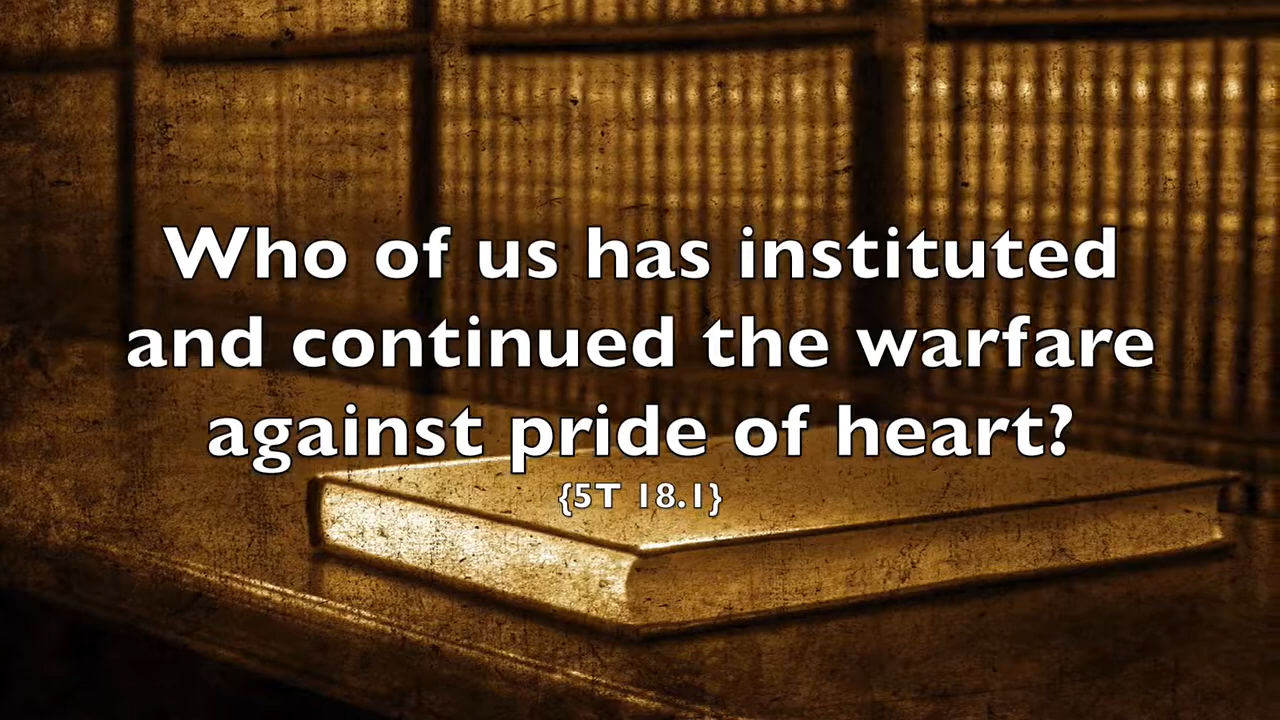 Who of us has instituted
and continued the warfare
against pride of heart?
{5T 18.1}